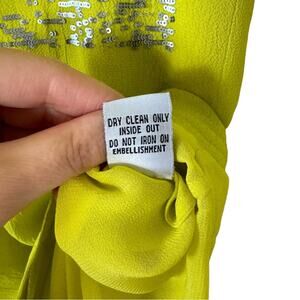 DRY CLEAN ONLY
INSIDE OUT
DO NOT IRON ON
EMBELLISHMENT